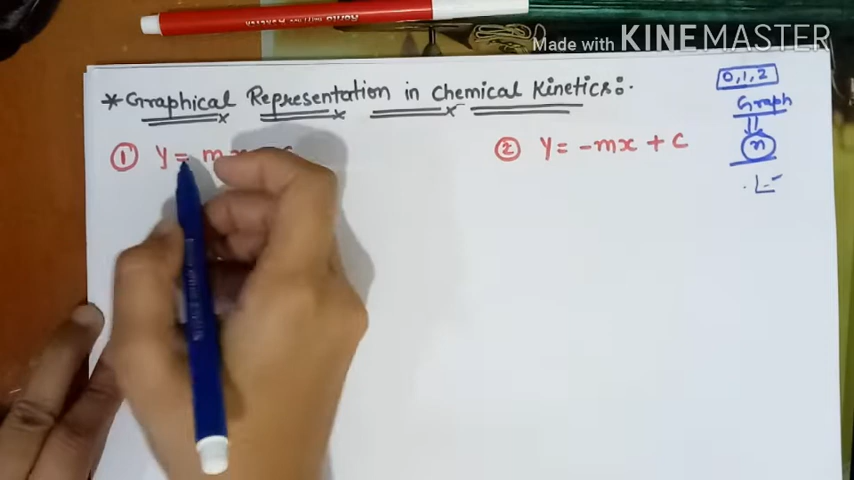 Made with KINEMASTER
* Graphical Representation in Chemical Kinetics:
0,1,2
Graph
n
① y =
② y = -mx + c